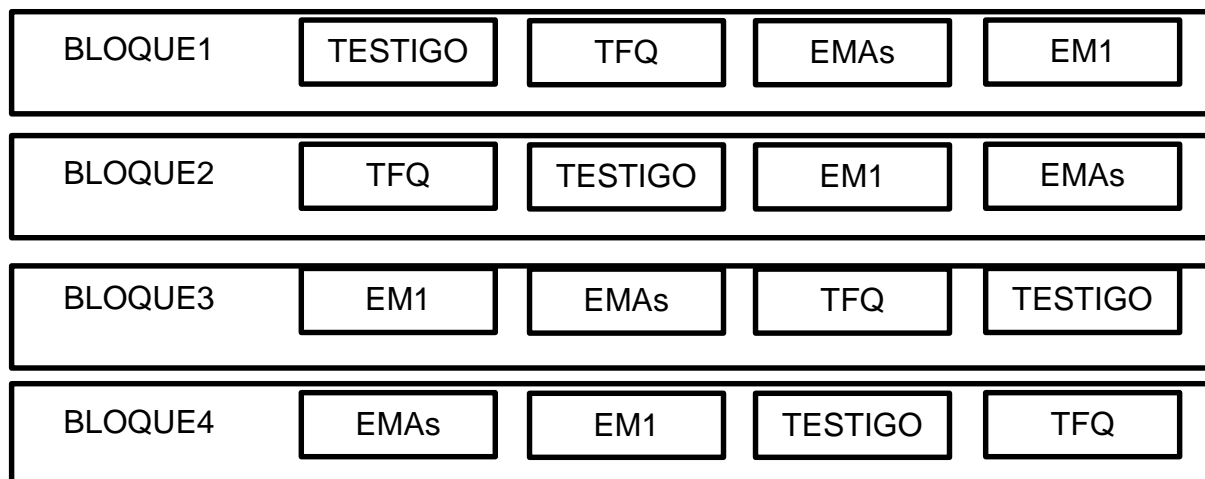 BLOQUE1 TESTIGO TFQ EMAs EM1
BLOQUE2 TFQ TESTIGO EM1 EMAs
BLOQUE3 EM1 EMAs TFQ TESTIGO
BLOQUE4 EMAs EM1 TESTIGO TFQ